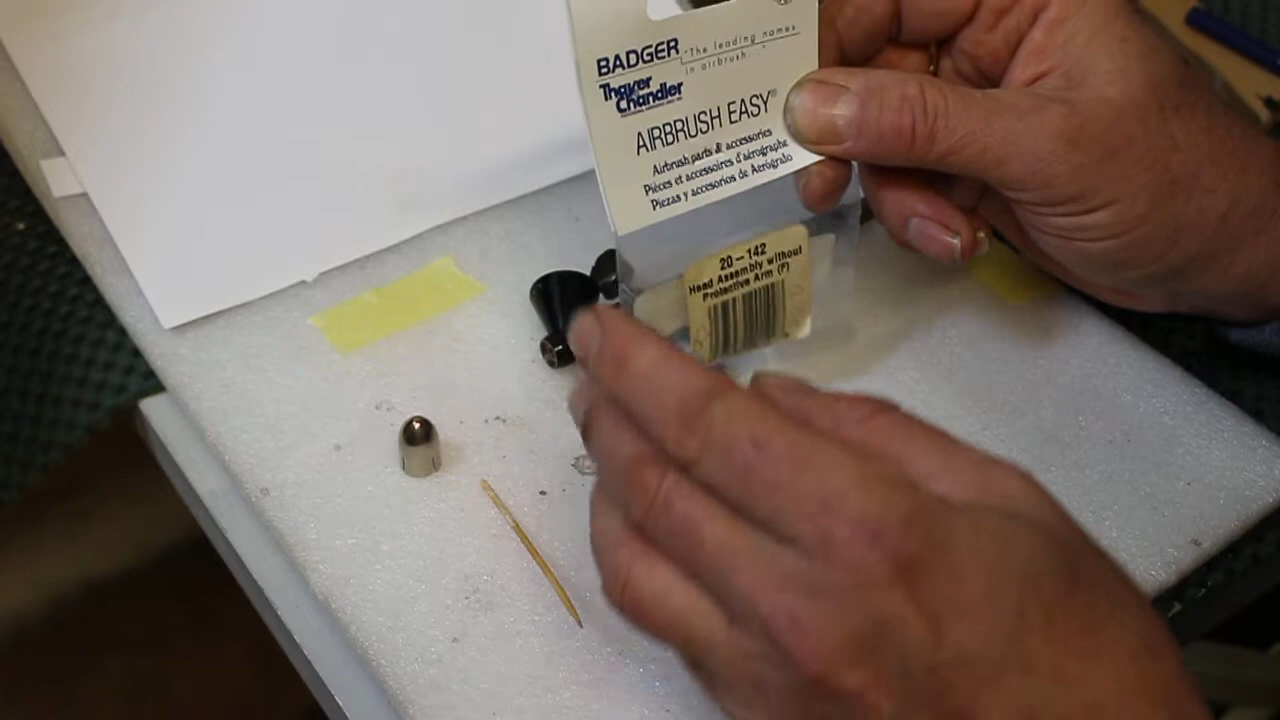 BADGER
"The leading names
in airbrush..."
Thayer
Chandler
AIRBRUSH EASY®
Airbrush parts & accessories
Pièces et accessoires d'aérographe
Piezas y accesorios de Aerógrafo
20-142
Head Assembly without
Protective Arm (F)